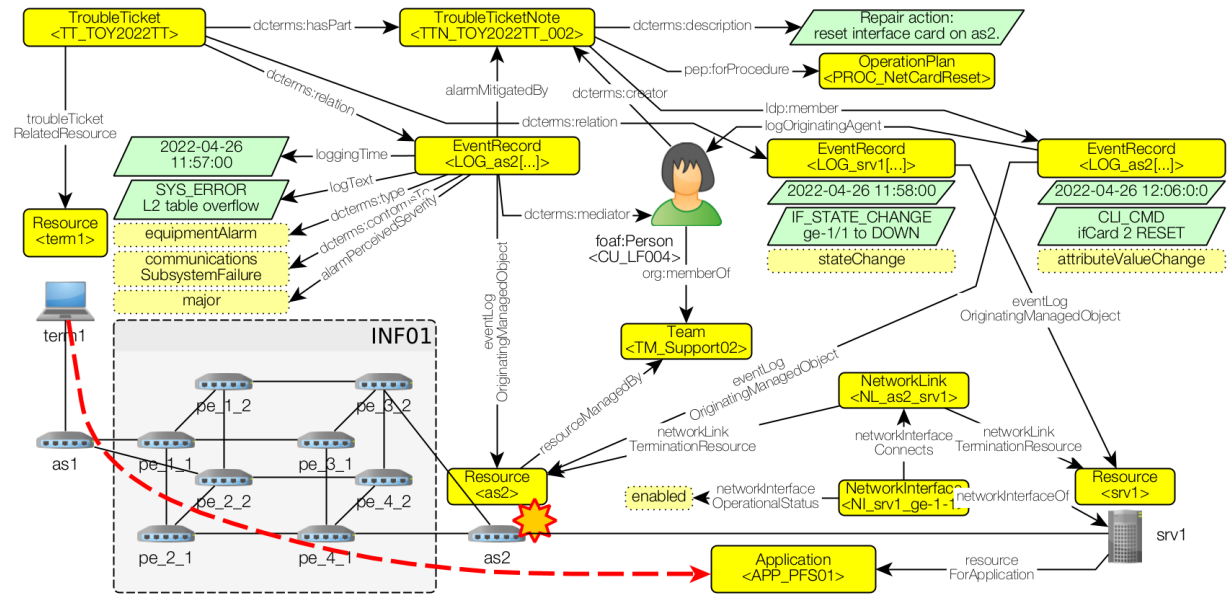 TroubleTicket
<TT_TOY2022TT>
dcterms:hasPart
TroubleTicketNote
<TTN_TOY2022TT_002>
dcterms:description
Repair action:
reset interface card on as2.
pep:forProcedure
OperationPlan
<PROC_NetCardReset>
dcterms:relation
alarmMitigatedBy
dcterms:creator
ldp:member
dcterms:relation
logOriginatingAgent
troubleTicket
RelatedResource
2022-04-26
11:57:00
loggingTime
EventRecord
<LOG_as2[...]>
EventRecord
<LOG_srv1[...]>
EventRecord
<LOG_as2[...]>
SYS_ERROR
L2 table overflow
logText
2022-04-26 11:58:00
2022-04-26 12:06:0:0
Resource
<term1>
equipmentAlarm
dcterms:type
dcterms:conformsTo
alarmPerceivedSeverity
dcterms:mediator
IF_STATE_CHANGE
ge-1/1 to DOWN
CLI_CMD
ifCard 2 RESET
communications
SubsystemFailure
foaf:Person
<CU_LF004>
stateChange
attributeValueChange
major
org:memberOf
eventLog
OriginatingManagedObject
eventLog
OriginatingManagedObject
term1
INF01
Team
<TM_Support02>
eventLog
OriginatingManagedObject
resourceManagedBy
NetworkLink
<NL_as2_srv1>
pe_1_2
pe_3_2
networkLink
TerminationResource
networkInterface
Connects
networkLink
TerminationResource
as1
pe_1_1
pe_3_1
Resource
<as2>
enabled
networkInterface
OperationalStatus
NetworkInterface
<NI_srv1_ge-1-1>
networkInterfaceOf
Resource
<srv1>
pe_2_2
pe_4_2
pe_2_1
pe_4_1
as2
srv1
Application
<APP_PFS01>
resource
ForApplication